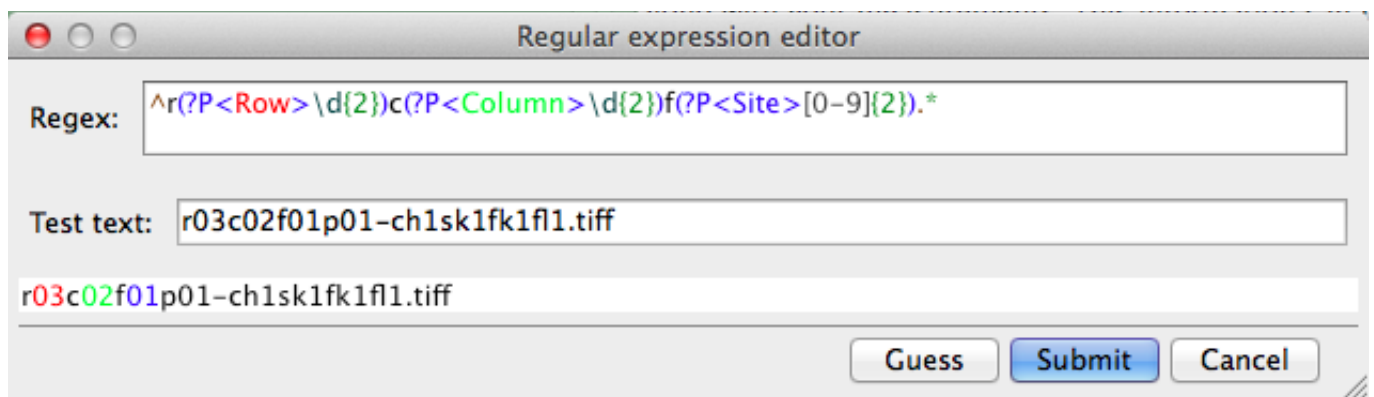 Regular expression editor
Regex: ^r(?P<Row>\d{2})c(?P<Column>\d{2})f(?P<Site>[0-9]{2}).*
Test text: r03c02f01p01-ch1sk1fk1fl1.tiff
r03c02f01p01-ch1sk1fk1fl1.tiff
Guess Submit Cancel